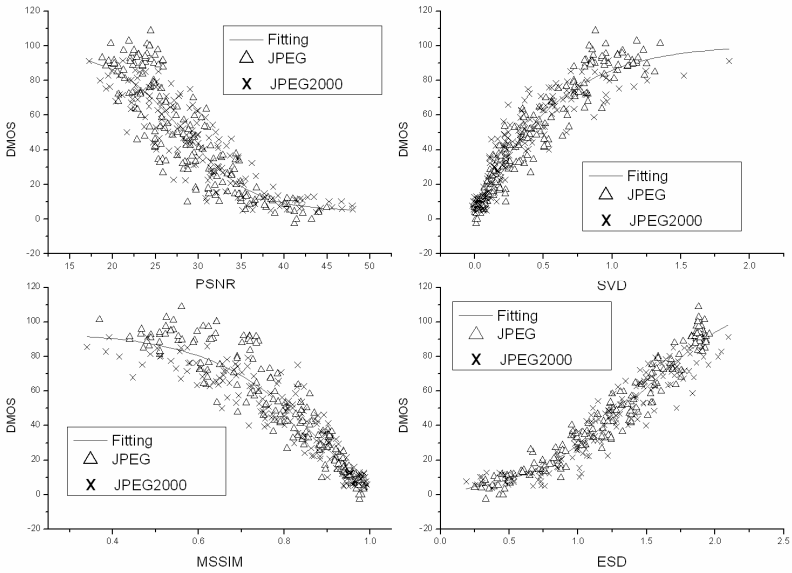 120
100
80
60
40
20
0
-20
DMOS
15 20 25 30 35 40 45 50
PSNR
Fitting
JPEG
X JPEG2000
120
100
80
60
40
20
0
-20
DMOS
0.0 0.5 1.0 1.5 2.0
SVD
Fitting
JPEG
X JPEG2000
120
100
80
60
40
20
0
-20
DMOS
0.4 0.6 0.8 1.0
MSSIM
Fitting
JPEG
X JPEG2000
120
100
80
60
40
20
0
-20
DMOS
0.0 0.5 1.0 1.5 2.0 2.5
ESD
Fitting
JPEG
X JPEG2000